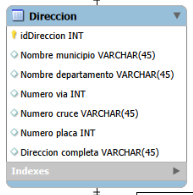 Direccion
idDireccion INT
Nombre municipio VARCHAR(45)
Nombre departamento VARCHAR(45)
Numero via INT
Numero cruce VARCHAR(45)
Numero placa INT
Direccion completa VARCHAR(45)
Indexes